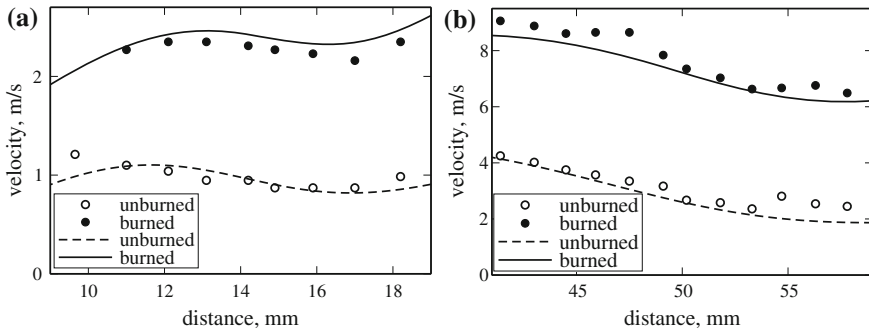 (a)
velocity, m/s
2
1
0
unburned
burned
unburned
burned
10
12
14
16
18
distance, mm
(b)
velocity, m/s
8
6
4
2
0
unburned
burned
unburned
burned
45
50
55
distance, mm